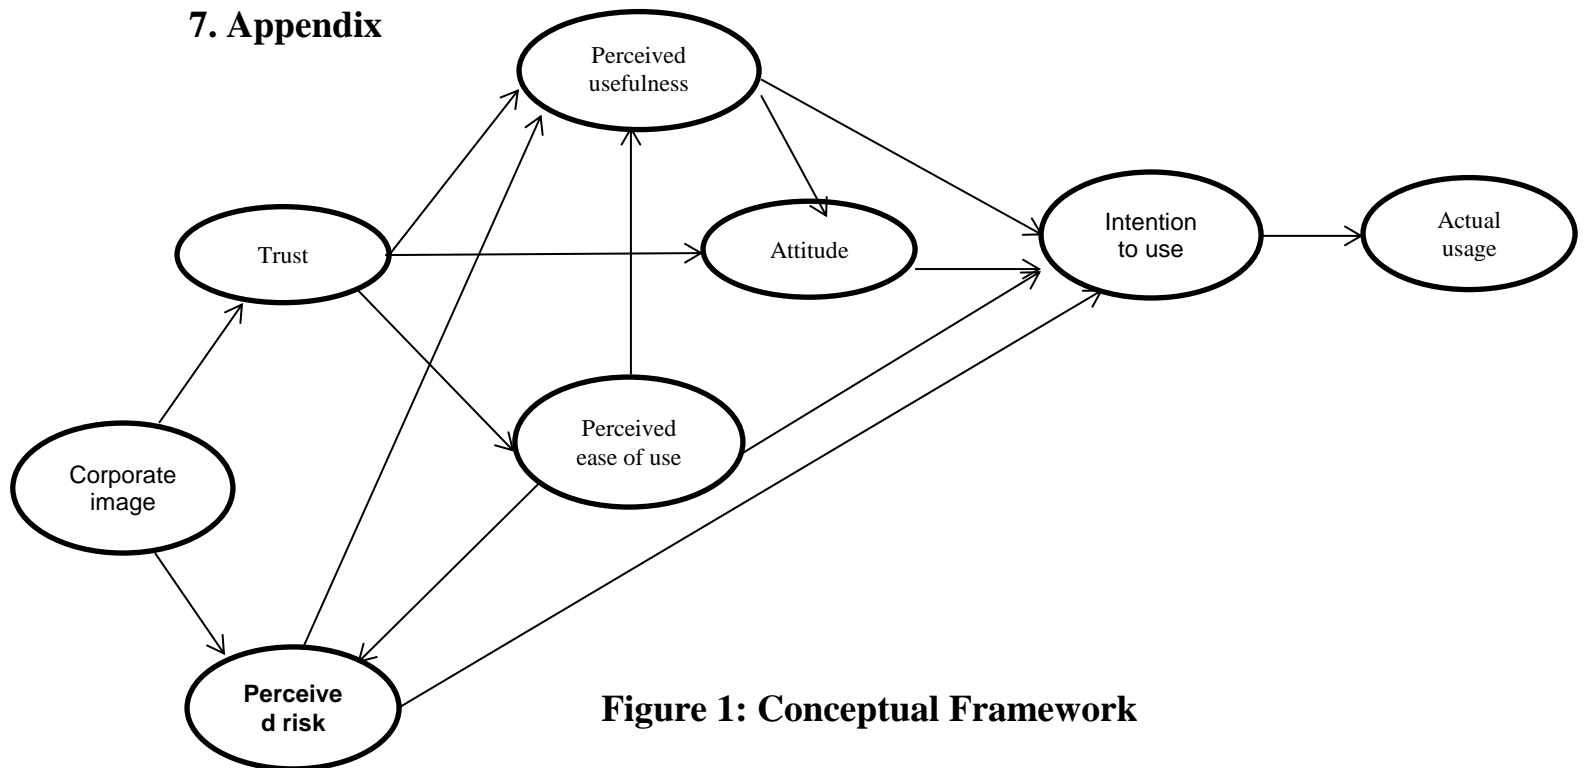 7. Appendix
Perceived
usefulness
Trust
Attitude
Intention
to use
Actual
usage
Perceived
ease of use
Corporate
image
Perceive
d risk
Figure 1: Conceptual Framework